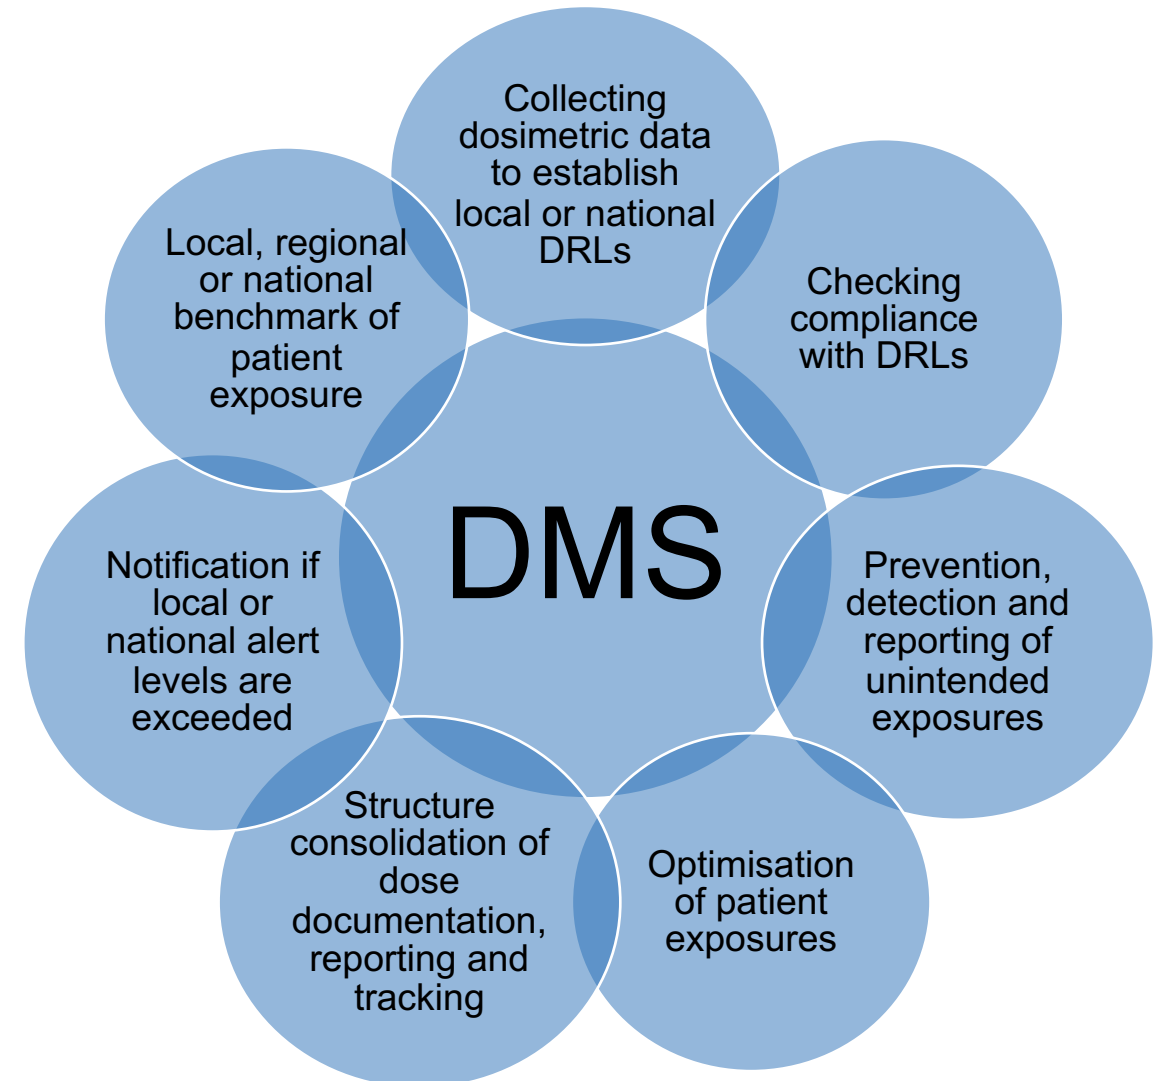 Collecting
dosimetric data
to establish
local or national
DRLs
Checking
compliance
with DRLs
Prevention,
detection and
reporting of
unintended
exposures
Optimisation
of patient
exposures
Structure
consolidation of
dose
documentation,
reporting and
tracking
Notification if
local or
national alert
levels are
exceeded
Local, regional
or national
benchmark of
patient
exposure
DMS